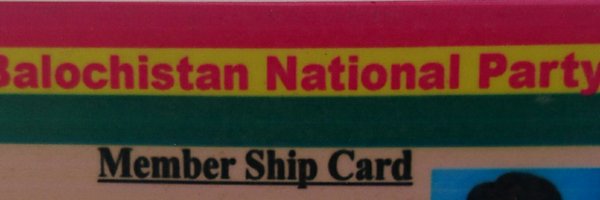 Balochistan National Party
Member Ship Card